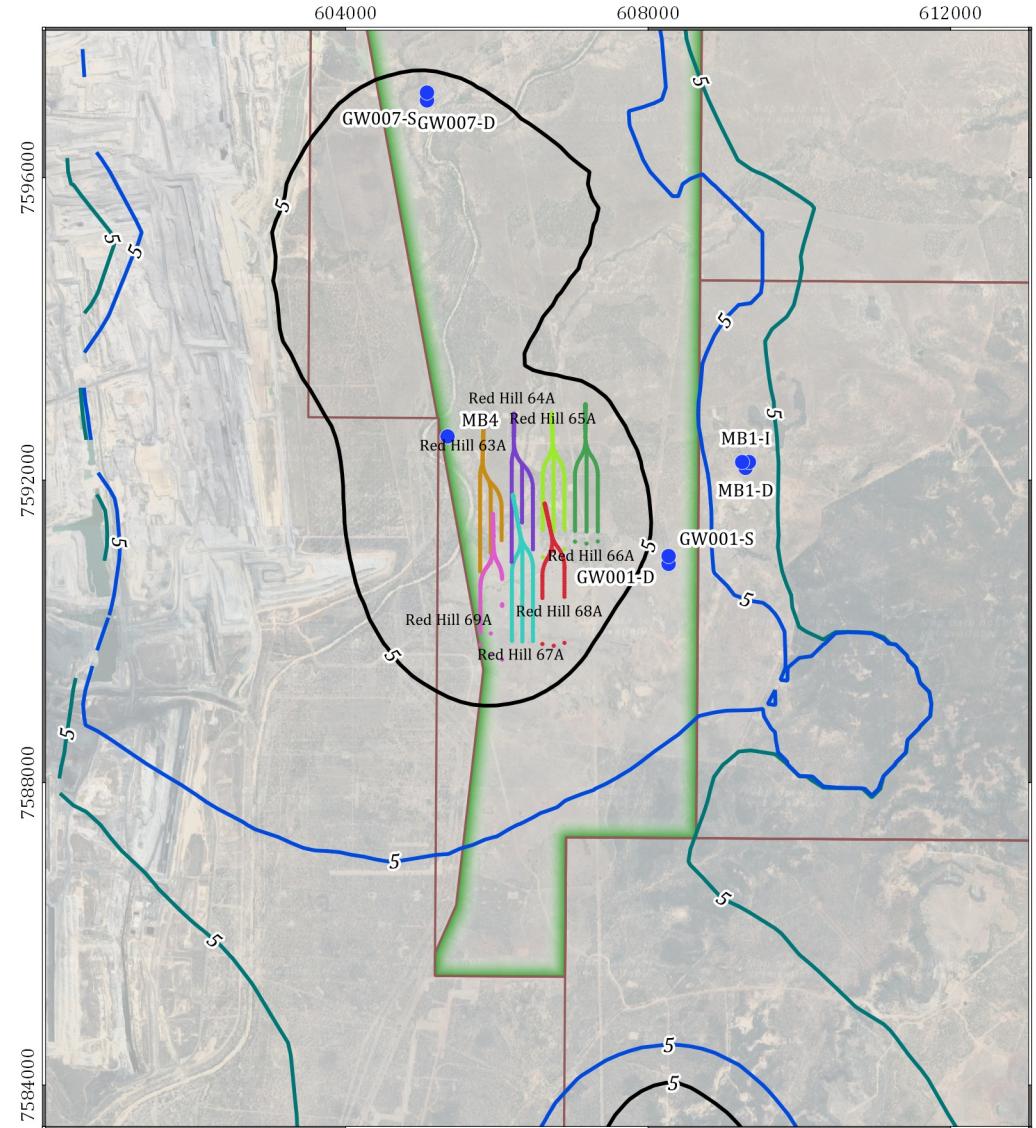 604000
608000
612000
7596000
7592000
7588000
7584000
5
GW007-S
GW007-D
5
5
5
5
Red Hill 64A
Red Hill 65A
5
MB4
MB1-I
Red Hill 63A
MB1-D
GW001-S
5
5
Red Hill 66A
GW001-D
5
Red Hill 68A
Red Hill 69A
Red Hill 67A
5
5
5
5
5
5
5